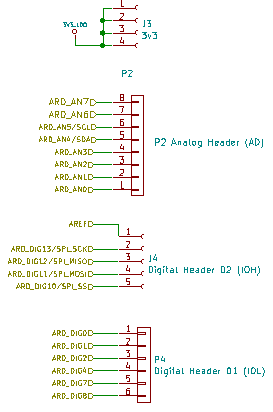 1
3V3_LDO 2 J3
3 3v3
4
P2
ARD_AN7 8
ARD_AN6 7
ARD_AN5/SCL 6
ARD_AN4/SDA 5 P2 Analog Header (AD)
ARD_AN3 4
ARD_AN2 3
ARD_AN1 2
ARD_AN0 1
AREF
1
ARD_DIG13/SPI_SCK 2
ARD_DIG12/SPI_MISO 3 J4
ARD_DIG11/SPI_MOSI 4 Digital Header D2 (IOH)
ARD_DIG10/SPI_SS 5
ARD_DIG0 1
ARD_DIG1 2
ARD_DIG2 3 P4
ARD_DIG4 4 Digital Header D1 (IOL)
ARD_DIG7 5
ARD_DIG8 6